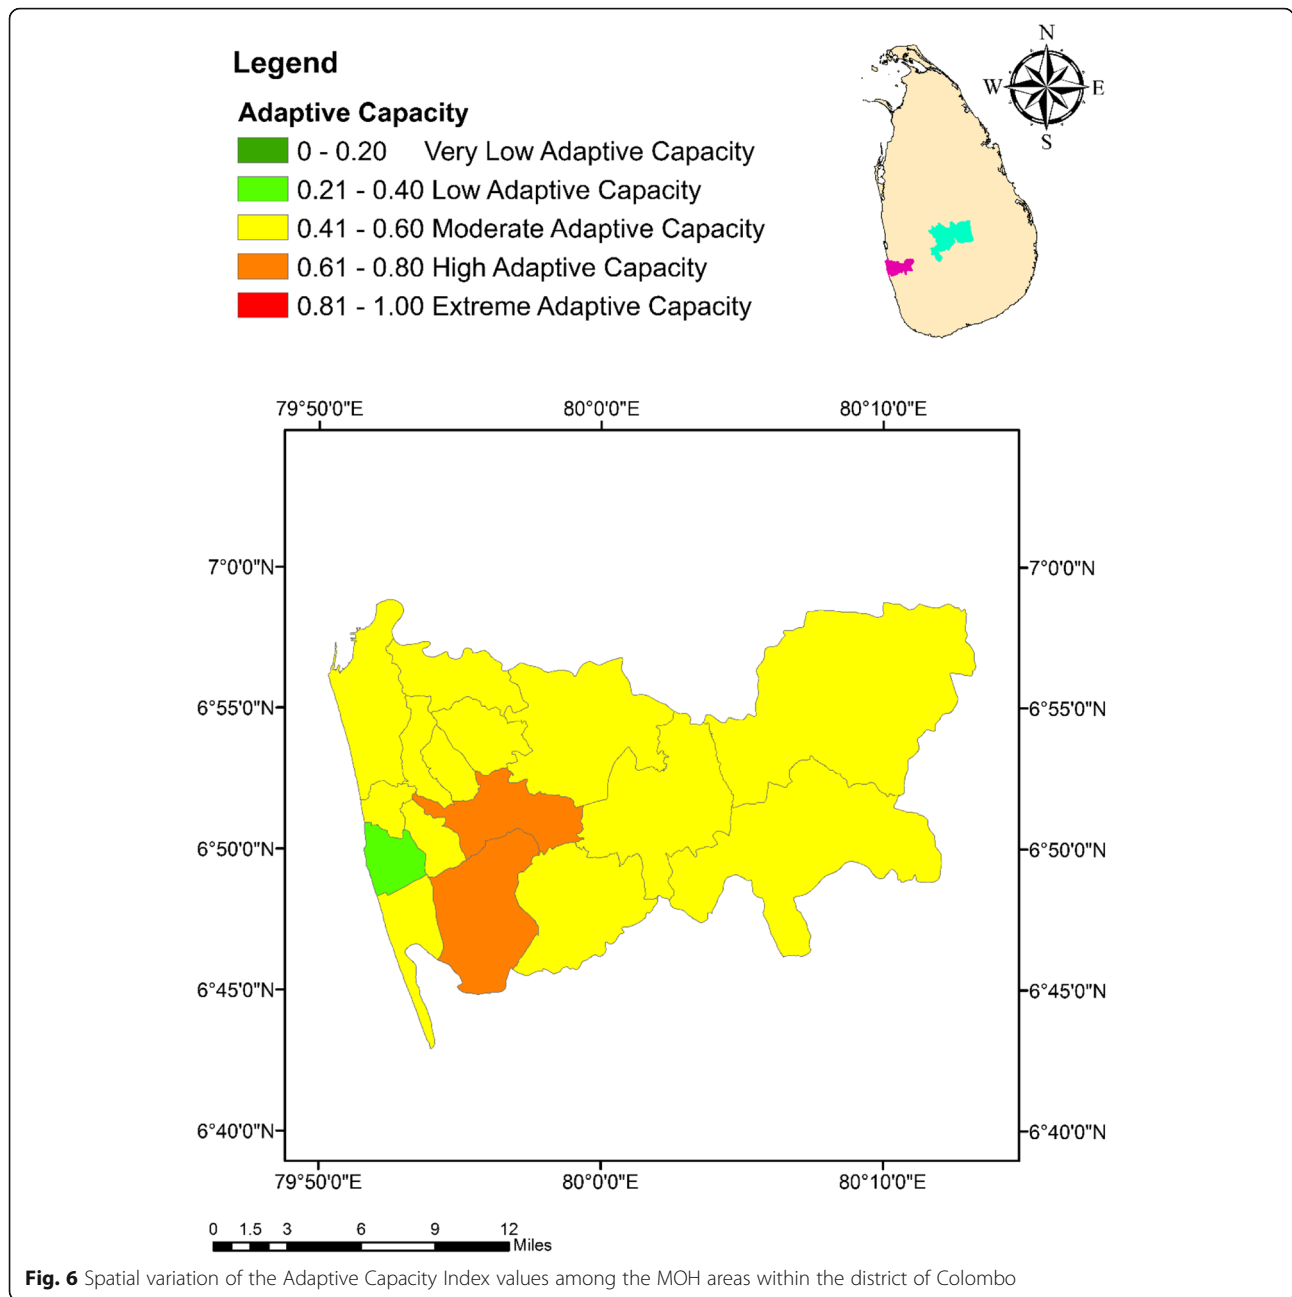 Legend
Adaptive Capacity
0 - 0.20 Very Low Adaptive Capacity
0.21 - 0.40 Low Adaptive Capacity
0.41 - 0.60 Moderate Adaptive Capacity
0.61 - 0.80 High Adaptive Capacity
0.81 - 1.00 Extreme Adaptive Capacity
N
W E
S
79°50'0"E 80°0'0"E 80°10'0"E
7°0'0"N 7°0'0"N
6°55'0"N 6°55'0"N
6°50'0"N 6°50'0"N
6°45'0"N 6°45'0"N
6°40'0"N 6°40'0"N
79°50'0"E 80°0'0"E 80°10'0"E
0 1.5 3 6 9 12
Miles
Fig. 6 Spatial variation of the Adaptive Capacity Index values among the MOH areas within the district of Colombo